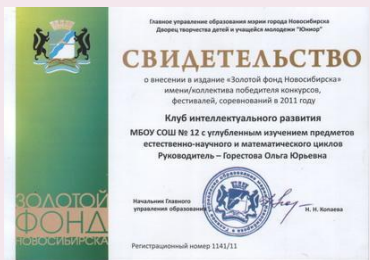 Главное управление образования мэрии города Новосибирска
Дворец творчества детей и учащейся молодежи "Юниор"
СВИДЕТЕЛЬСТВО
о внесении в издание «Золотой фонд Новосибирска»
имени/коллектива победителя конкурсов,
фестивалей, соревнований в 2011 году
Клуб интеллектуального развития
МБОУ СОШ № 12 с углубленным изучением предметов
естественно-научного и математического циклов
Руководитель – Горестова Ольга Юрьевна
ЗОЛОТОЙ
ФОНД
НОВОСИБИРСКА
Начальник Главного
управления образования
Н. Н. Копаева
Регистрационный номер 1141/11